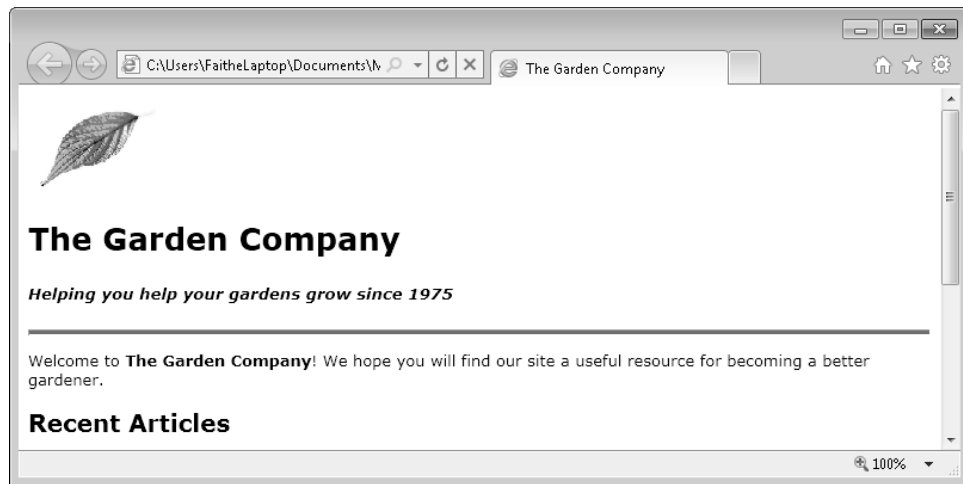 C:\Users\FaitheLaptop\Documents\M
The Garden Company
The Garden Company
Helping you help your gardens grow since 1975
Welcome to The Garden Company! We hope you will find our site a useful resource for becoming a better
gardener.
Recent Articles
100%